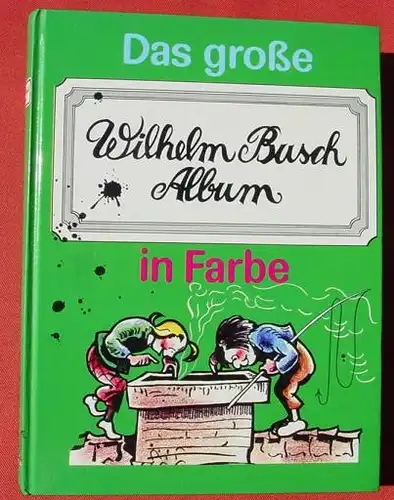 Das große
Wilhelm Busch
Album
in Farbe